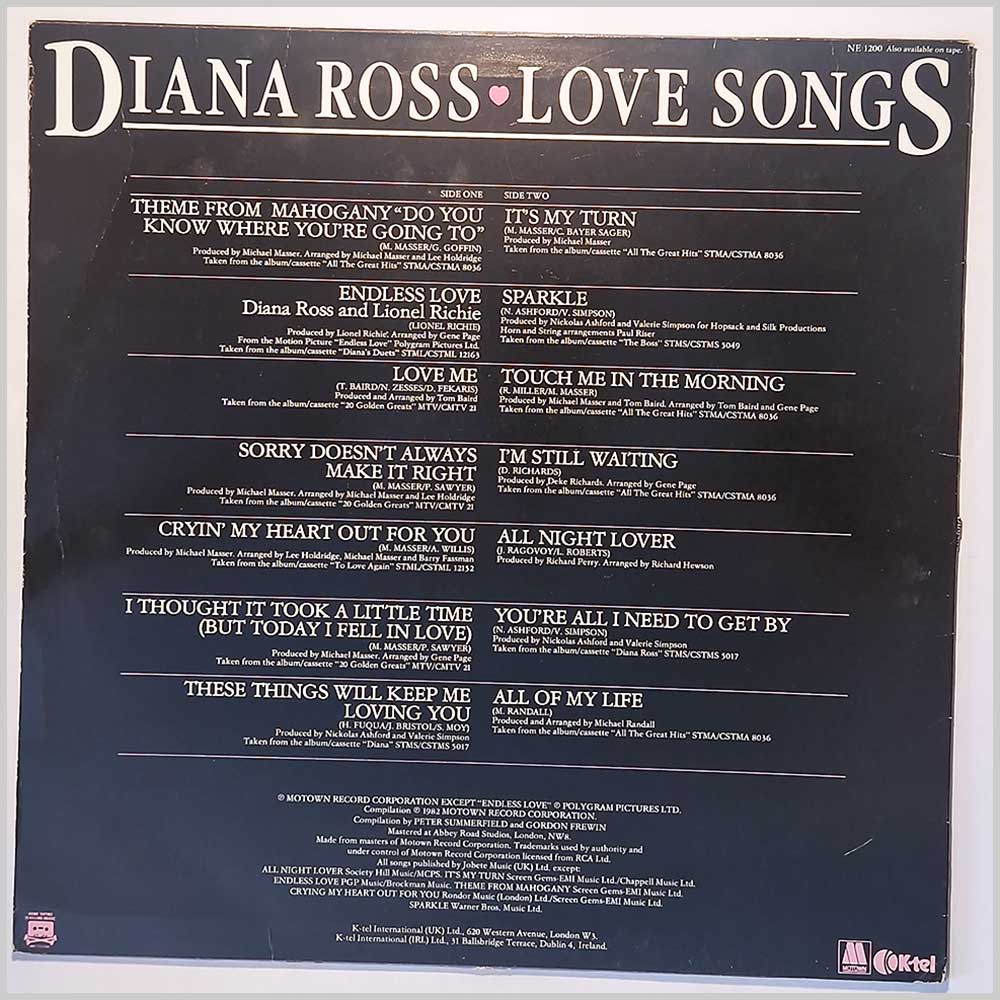 NE 1200 Also available on tape.
DIANA ROSS LOVE SONGS
SIDE ONE
THEME FROM MAHOGANY "DO YOU
KNOW WHERE YOU'RE GOING TO"
(M. MASSER/G. GOFFIN)
Produced by Michael Masser. Arranged by Michael Masser and Lee Holdridge
Taken from the album/cassette "All The Great Hits" STMA/CSTMA 8036
ENDLESS LOVE
Diana Ross and Lionel Richie
(LIONEL RICHIE)
Produced by Lionel Richie. Arranged by Gene Page
From the Motion Picture "Endless Love" Polygram Pictures Ltd.
Taken from the album/cassette "Diana's Duets" STML/CSTML 12163
LOVE ME
(T. BAIRD/N. ZESSES/D. FEKARIS)
Produced and Arranged by Tom Baird
Taken from the album/cassette "20 Golden Greats" MTV/CMTV 21
SORRY DOESN'T ALWAYS
MAKE IT RIGHT
(M. MASSER/P. SAWYER)
Produced by Michael Masser. Arranged by Michael Masser and Lee Holdridge
Taken from the album/cassette "20 Golden Greats" MTV/CMTV 21
CRYIN' MY HEART OUT FOR YOU
(M. MASSER/A. WILLIS)
Produced by Michael Masser. Arranged by Lee Holdridge, Michael Masser and Barry Fassman
Taken from the album/cassette "To Love Again" STML/CSTML 12152
I THOUGHT IT TOOK A LITTLE TIME
(BUT TODAY I FELL IN LOVE)
(M. MASSER/P. SAWYER)
Produced by Michael Masser. Arranged by Gene Page
Taken from the album/cassette "20 Golden Greats" MTV/CMTV 21
THESE THINGS WILL KEEP ME
LOVING YOU
(H. FUQUA/J. BRISTOL/S. MOY)
Produced by Nickolas Ashford and Valerie Simpson
Taken from the album/cassette "Diana" STMS/CSTMS 5017
SIDE TWO
IT'S MY TURN
(M. MASSER/C. BAYER SAGER)
Produced by Michael Masser
Taken from the album/cassette "All The Great Hits" STMA/CSTMA 8036
SPARKLE
(N. ASHFORD/V. SIMPSON)
Produced by Nickolas Ashford and Valerie Simpson for Hopsack and Silk Productions
Horn and String arrangements Paul Riser
Taken from the album/cassette "The Boss" STMS/CSTMS 5049
TOUCH ME IN THE MORNING
(R. MILLER/M. MASSER)
Produced by Michael Masser and Tom Baird. Arranged by Tom Baird and Gene Page
Taken from the album/cassette "All The Great Hits" STMA/CSTMA 8036
I'M STILL WAITING
(D. RICHARDS)
Produced by Deke Richards. Arranged by Gene Page
Taken from the album/cassette "All The Great Hits" STMA/CSTMA 8036
ALL NIGHT LOVER
(J. RAGOVOY/L. ROBERTS)
Produced by Richard Perry. Arranged by Richard Hewson
YOU'RE ALL I NEED TO GET BY
(N. ASHFORD/V. SIMPSON)
Produced by Nickolas Ashford and Valerie Simpson
Taken from the album/cassette "Diana Ross" STMS/CSTMS 5017
ALL OF MY LIFE
(M. RANDALL)
Produced and Arranged by Michael Randall
Taken from the album/cassette "All The Great Hits" STMA/CSTMA 8036
℗ MOTOWN RECORD CORPORATION EXCEPT "ENDLESS LOVE" ℗ POLYGRAM PICTURES LTD.
Compilation ℗ 1982 MOTOWN RECORD CORPORATION.
Compilation by PETER SUMMERFIELD and GORDON FREWIN
Mastered at Abbey Road Studios, London, NW8.
Made from masters of Motown Record Corporation. Trademarks used by authority and
under control of Motown Record Corporation licensed from RCA Ltd.
All songs published by Jobete Music (UK) Ltd. except:
ALL NIGHT LOVER Society Hill Music/MCPS. IT'S MY TURN Screen Gems-EMI Music Ltd./Chappell Music Ltd.
ENDLESS LOVE PGP Music/Brockman Music. THEME FROM MAHOGANY Screen Gems-EMI Music Ltd.
CRYING MY HEART OUT FOR YOU Rondor Music (London) Ltd./Screen Gems-EMI Music Ltd.
SPARKLE Warner Bros. Music Ltd.
K-tel International (UK) Ltd., 620 Western Avenue, London W3.
K-tel International (IRL) Ltd., 31 Ballsbridge Terrace, Dublin 4, Ireland.
M
MOTOWN
K-tel